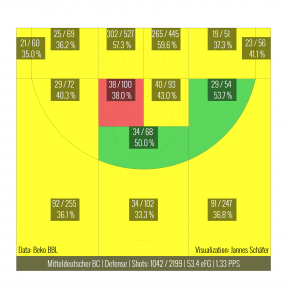 25 / 69
36.2 %
302 / 527
57.3 %
265 / 445
59.6 %
19 / 51
37.3 %
21 / 60
35.0 %
23 / 56
41.1 %
29 / 72
40.3 %
38 / 100
38.0 %
40 / 93
43.0 %
29 / 54
53.7 %
34 / 68
50.0 %
92 / 255
36.1 %
34 / 102
33.3 %
91 / 247
36.8 %
Data: Beko BBL
Visualization: Jannes Schäfer
Mitteldeutscher BC | Defense | Shots: 1042 / 2199 | 53.4 eFG | 1.33 PPS